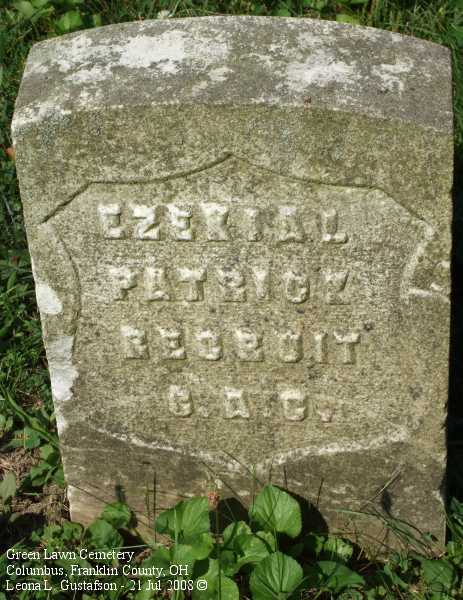 EZEKIAL
PATRICK
RECRUIT
C.A.C.
Green Lawn Cemetery
Columbus, Franklin County, OH
Leona L. Gustafson - 21 Jul 2008 ©